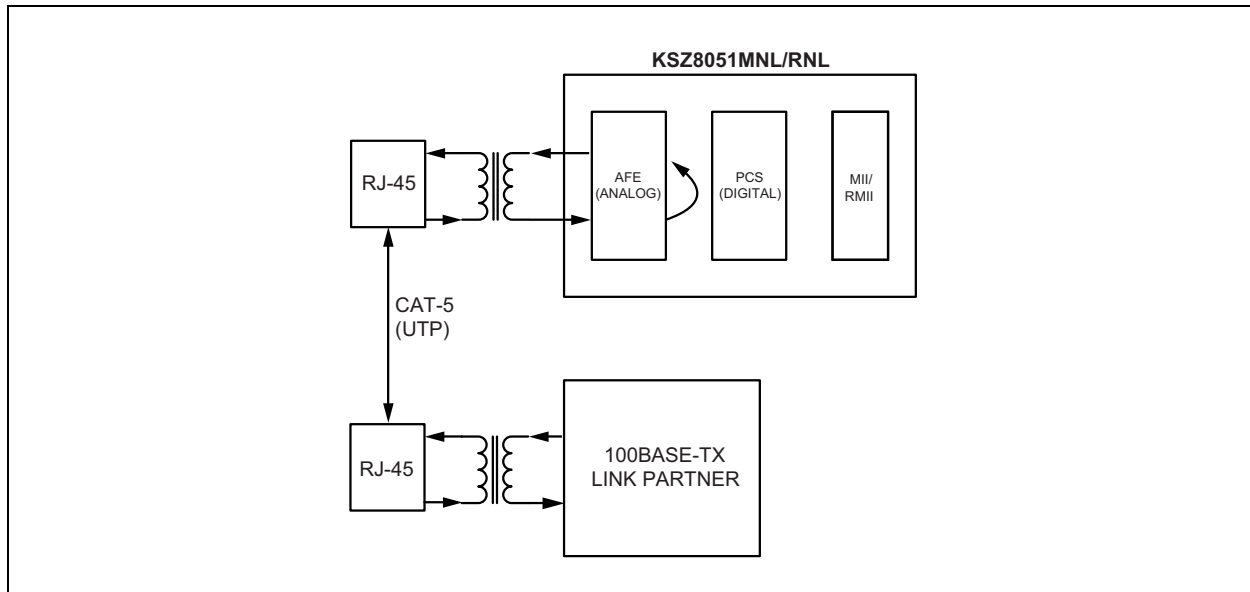 KSZ8051MNL/RNL
RJ-45
AFE
(ANALOG)
PCS
(DIGITAL)
MII/
RMII
CAT-5
(UTP)
RJ-45
100BASE-TX
LINK PARTNER